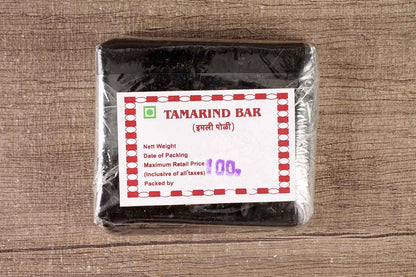 TAMARIND BAR
(इमली पोळी)
Nett Weight
Date of Packing
Maximum Retail Price 100/-
(Inclusive of all taxes)
Packed by